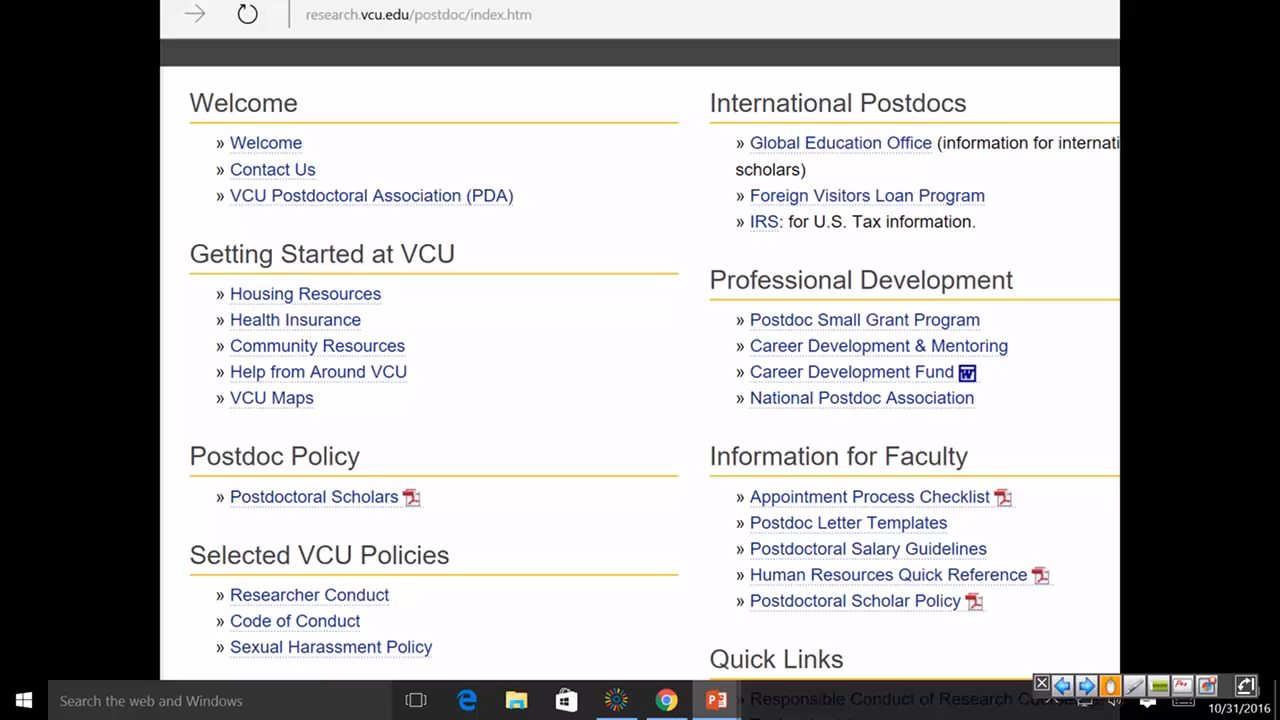 research.vcu.edu/postdoc/index.htm
Welcome
» Welcome
» Contact Us
» VCU Postdoctoral Association (PDA)
Getting Started at VCU
» Housing Resources
» Health Insurance
» Community Resources
» Help from Around VCU
» VCU Maps
Postdoc Policy
» Postdoctoral Scholars
Selected VCU Policies
» Researcher Conduct
» Code of Conduct
» Sexual Harassment Policy
International Postdocs
» Global Education Office (information for internati
scholars)
» Foreign Visitors Loan Program
» IRS: for U.S. Tax information.
Professional Development
» Postdoc Small Grant Program
» Career Development & Mentoring
» Career Development Fund
» National Postdoc Association
Information for Faculty
» Appointment Process Checklist
» Postdoc Letter Templates
» Postdoctoral Salary Guidelines
» Human Resources Quick Reference
» Postdoctoral Scholar Policy
Quick Links
» Responsible Conduct of Research
Search the web and Windows
10/31/2016